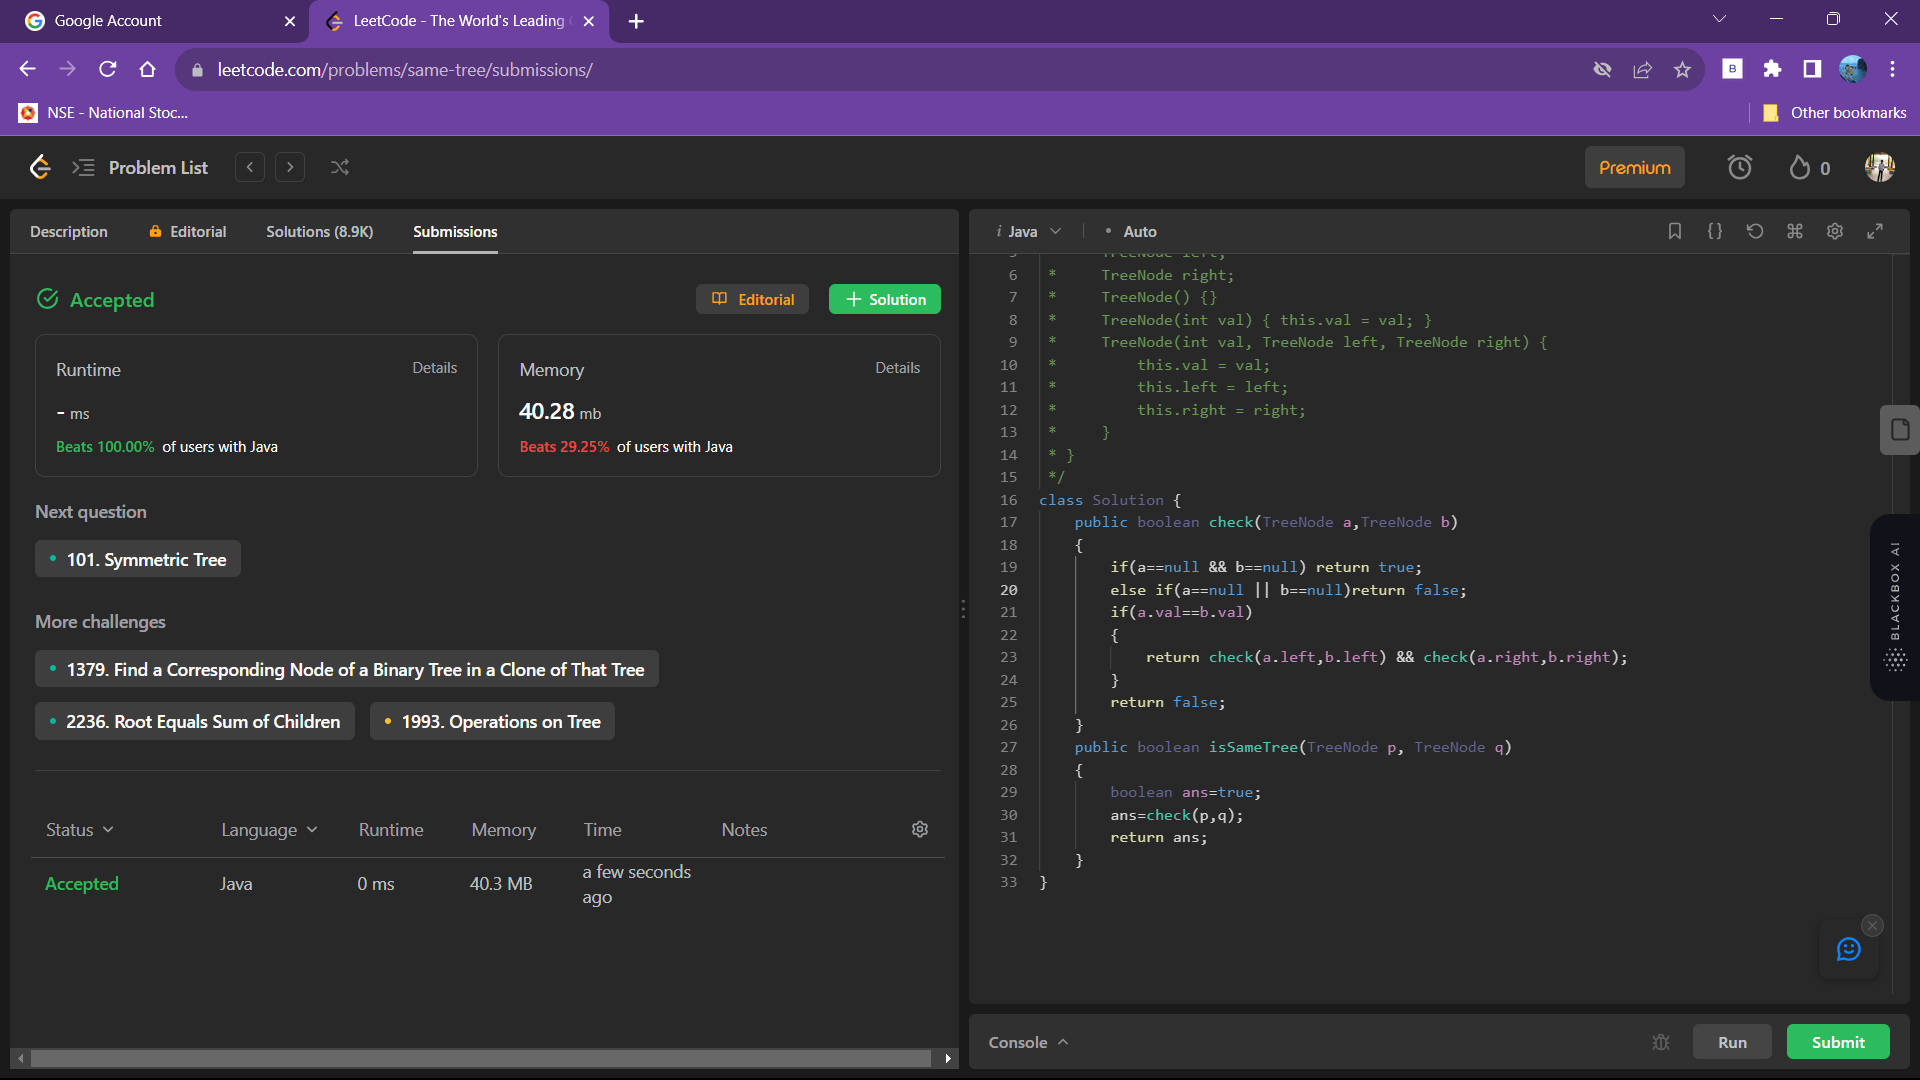 Google Account
LeetCode - The World's Leading
leetcode.com/problems/same-tree/submissions/
B
NSE - National Stoc...
Other bookmarks
Problem List
Premium
0
Description
Editorial
Solutions (8.9K)
Submissions
Accepted
Editorial
Solution
Runtime
Details
- ms
Beats 100.00% of users with Java
Memory
Details
40.28 mb
Beats 29.25% of users with Java
Next question
101. Symmetric Tree
More challenges
1379. Find a Corresponding Node of a Binary Tree in a Clone of That Tree
2236. Root Equals Sum of Children
1993. Operations on Tree
Status Language Runtime Memory Time Notes
Accepted Java 0 ms 40.3 MB a few seconds
ago
i Java • Auto
{}
5 TreeNode left;
6 * TreeNode right;
7 * TreeNode() {}
8 * TreeNode(int val) { this.val = val; }
9 * TreeNode(int val, TreeNode left, TreeNode right) {
10 * this.val = val;
11 * this.left = left;
12 * this.right = right;
13 * }
14 * }
15 */
16 class Solution {
17 public boolean check(TreeNode a,TreeNode b)
18 {
19 if(a==null && b==null) return true;
20 else if(a==null || b==null)return false;
21 if(a.val==b.val)
22 {
23 return check(a.left,b.left) && check(a.right,b.right);
24 }
25 return false;
26 }
27 public boolean isSameTree(TreeNode p, TreeNode q)
28 {
29 boolean ans=true;
30 ans=check(p,q);
31 return ans;
32 }
33 }
BLACKBOX AI
Console
Run
Submit